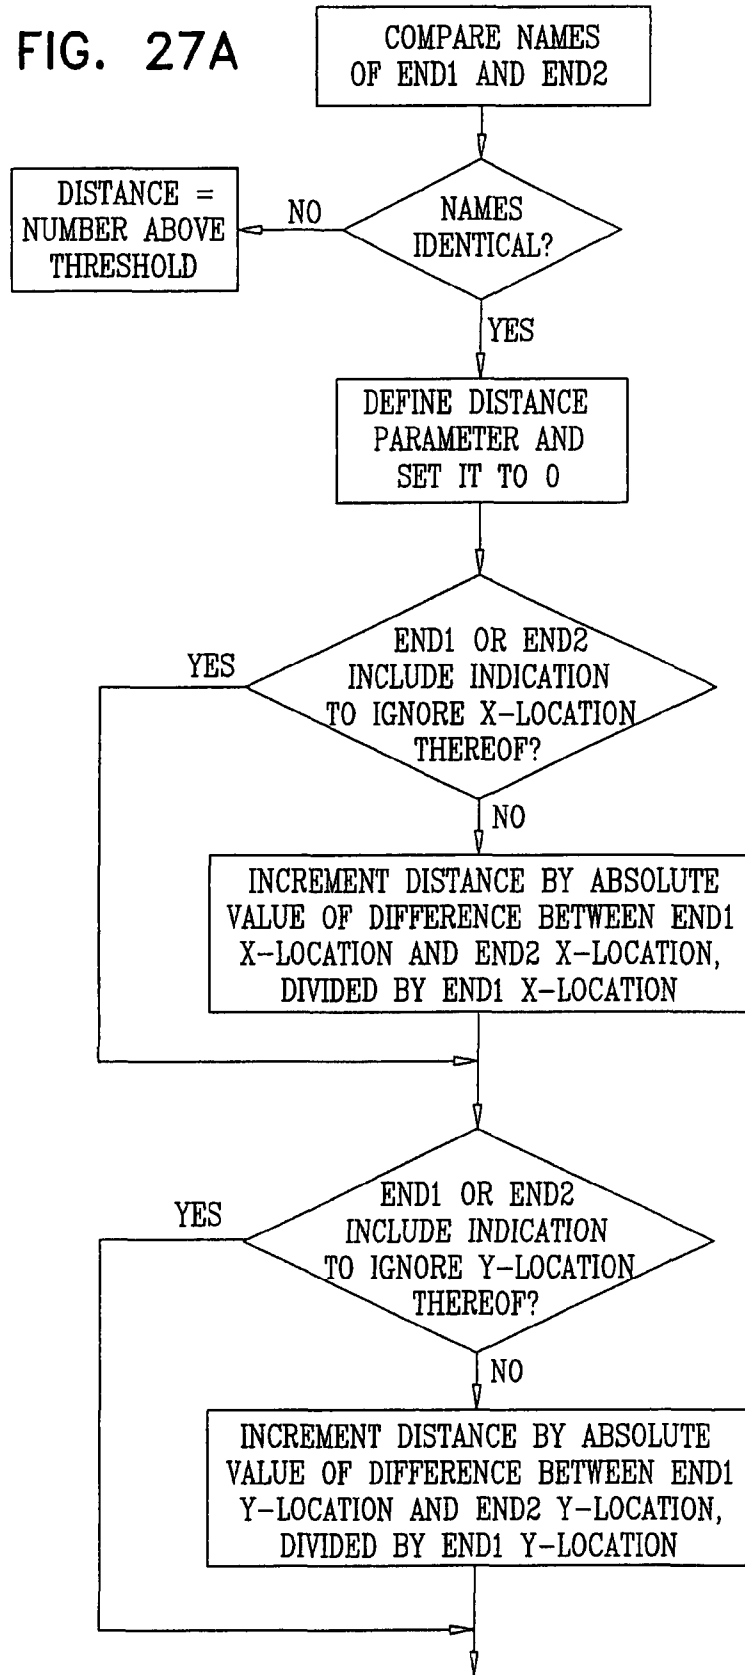 FIG. 27A
COMPARE NAMES
OF END1 AND END2
NAMES
IDENTICAL?
NO
DISTANCE =
NUMBER ABOVE
THRESHOLD
YES
DEFINE DISTANCE
PARAMETER AND
SET IT TO 0
END1 OR END2
INCLUDE INDICATION
TO IGNORE X-LOCATION
THEREOF?
YES
NO
INCREMENT DISTANCE BY ABSOLUTE
VALUE OF DIFFERENCE BETWEEN END1
X-LOCATION AND END2 X-LOCATION,
DIVIDED BY END1 X-LOCATION
END1 OR END2
INCLUDE INDICATION
TO IGNORE Y-LOCATION
THEREOF?
YES
NO
INCREMENT DISTANCE BY ABSOLUTE
VALUE OF DIFFERENCE BETWEEN END1
Y-LOCATION AND END2 Y-LOCATION,
DIVIDED BY END1 Y-LOCATION